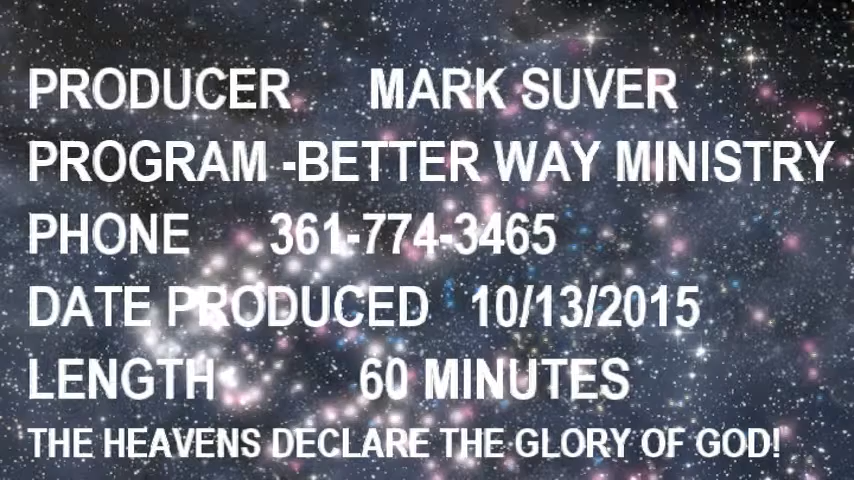 PRODUCER MARK SUVER
PROGRAM -BETTER WAY MINISTRY
PHONE 361-774-3465
DATE PRODUCED 10/13/2015
LENGTH 60 MINUTES
THE HEAVENS DECLARE THE GLORY OF GOD!